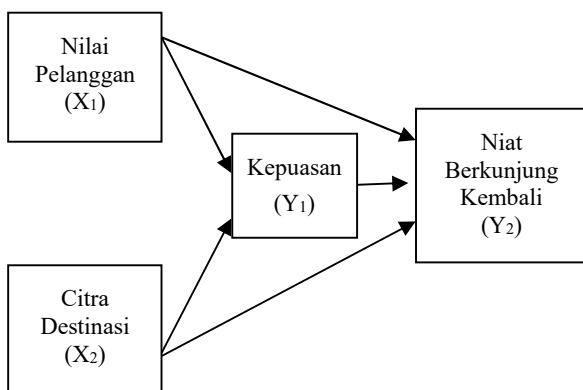 Nilai
Pelanggan
(X1)
Kepuasan
(Y1)
Niat
Berkunjung
Kembali
(Y2)
Citra
Destinasi
(X2)